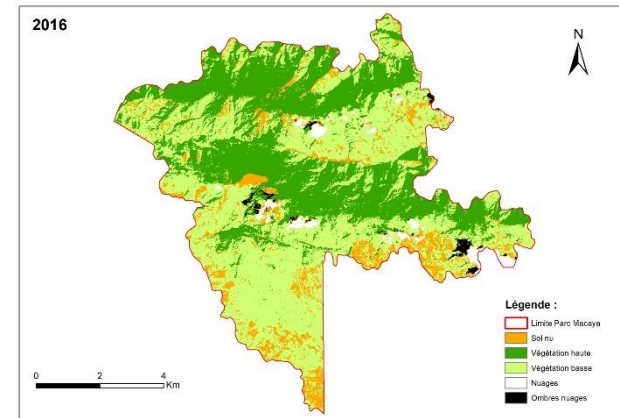 2016
N
Légende :
Limite Parc Macaya
Sol nu
Végétation haute
Végétation basse
Nuages
Ombres nuages
0 2 4
Km